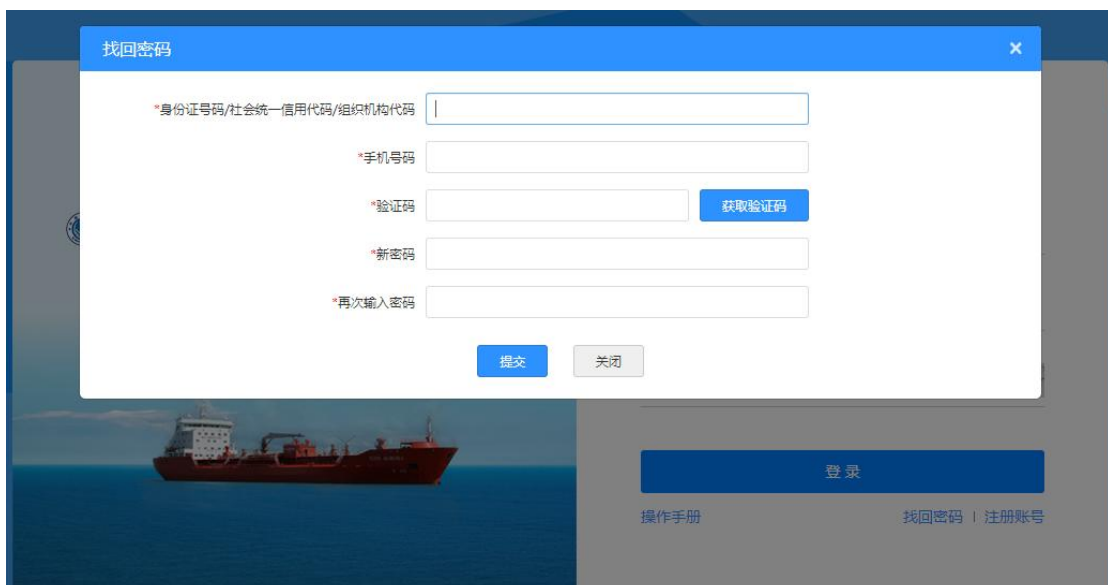 找回密码 ×
*身份证号码/社会统一信用代码/组织机构代码
*手机号码
*验证码 获取验证码
*新密码
*再次输入密码
提交 关闭
登 录
操作手册 找回密码 | 注册账号